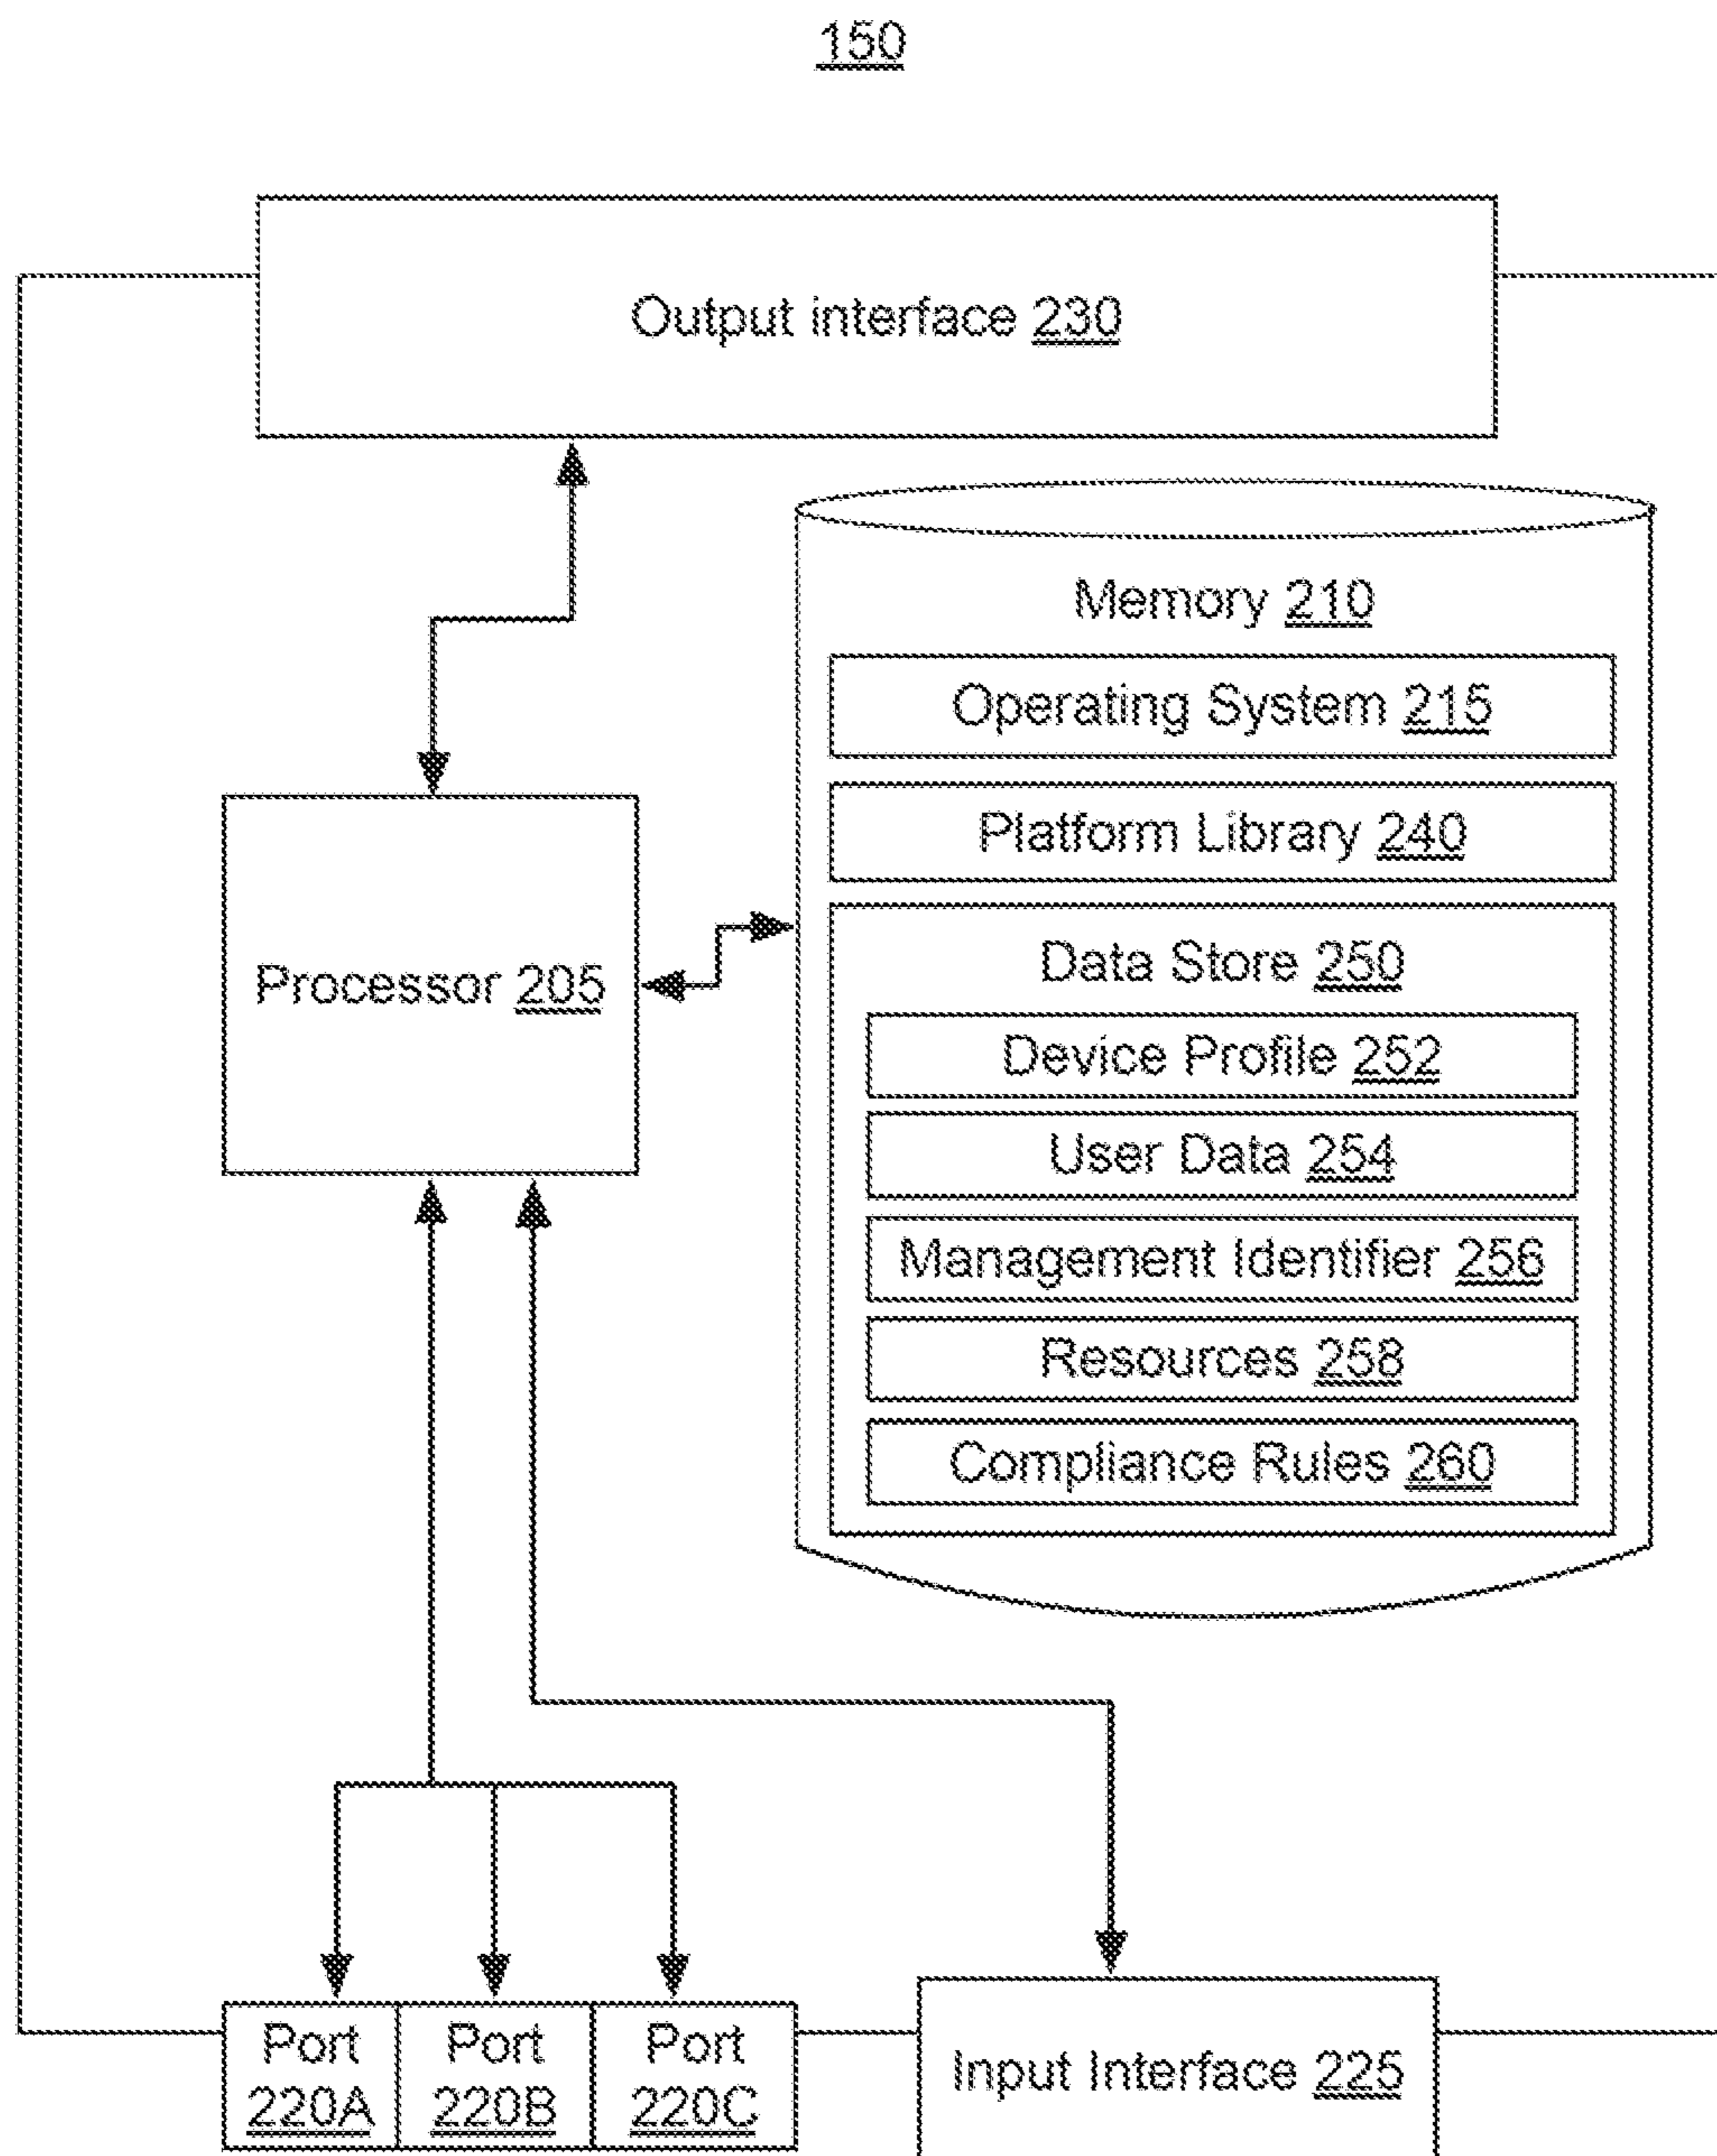 150
Output interface 230
Memory 210
Operating System 215
Platform Library 240
Data Store 250
Processor 205
Device Profile 252
User Data 254
Management Identifier 256
Resources 258
Compliance Rules 260
Port
220A
Port
220B
Port
220C
Input Interface 225